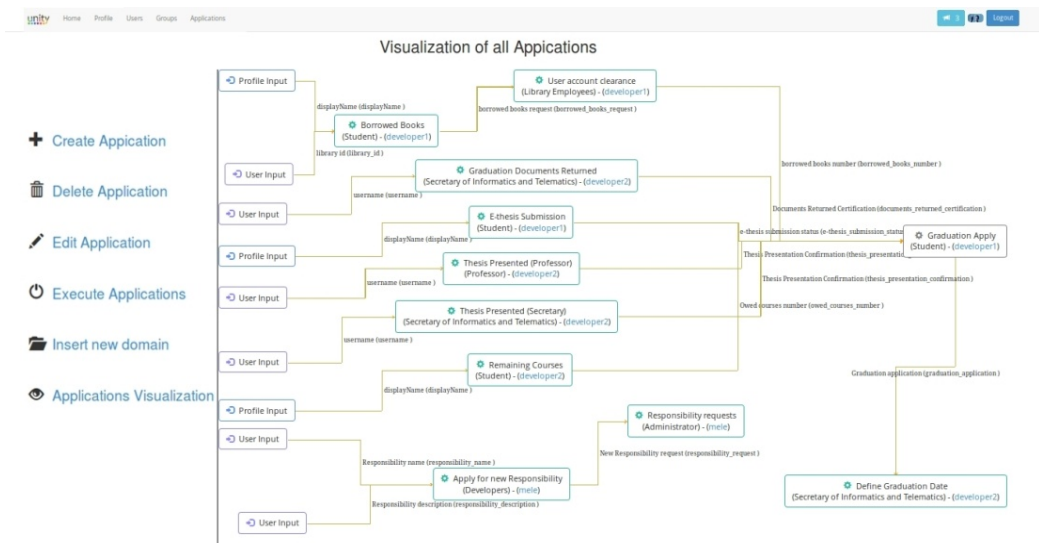 unity Home Profile Users Groups Applications Logout
Visualization of all Appications
Create Appication
Delete Application
Edit Application
Execute Applications
Insert new domain
Applications Visualization
Profile Input
User account clearance
(Library Employees) - (developer1)
displayName (displayName )
borrowed books request (borrowed_books_request )
Borrowed Books
(Student) - (developer1)
library id (library_id )
borrowed books number (borrowed_books_number )
User Input
Graduation Documents Returned
(Secretary of Informatics and Telematics) - (developer2)
username (username )
User Input
Documents Returned Certification (documents_returned_certification )
E-thesis Submission
(Student) - (developer1)
e-thesis submission status (e-thesis_submission_statu
Graduation Apply
(Student) - (developer1)
displayName (displayName )
Profile Input
Thesis Presentation Confirmation (thesis_presentatio
Thesis Presented (Professor)
(Professor) - (developer2)
username (username )
Thesis Presentation Confirmation (thesis_presentation_confirmation )
User Input
Thesis Presented (Secretary)
(Secretary of Informatics and Telematics) - (developer2)
Owed courses number (owed_courses_number )
username (username )
User Input
Remaining Courses
(Student) - (developer2)
Graduation application (graduation_application )
displayName (displayName )
Profile Input
Responsibility requests
(Administrator) - (mele)
User Input
New Responsibility request (responsibility_request )
Responsibility name (responsibility_name )
Apply for new Responsibility
(Developers) - (mele)
Define Graduation Date
(Secretary of Informatics and Telematics) - (developer2)
Responsibility description (responsibility_description )
User Input